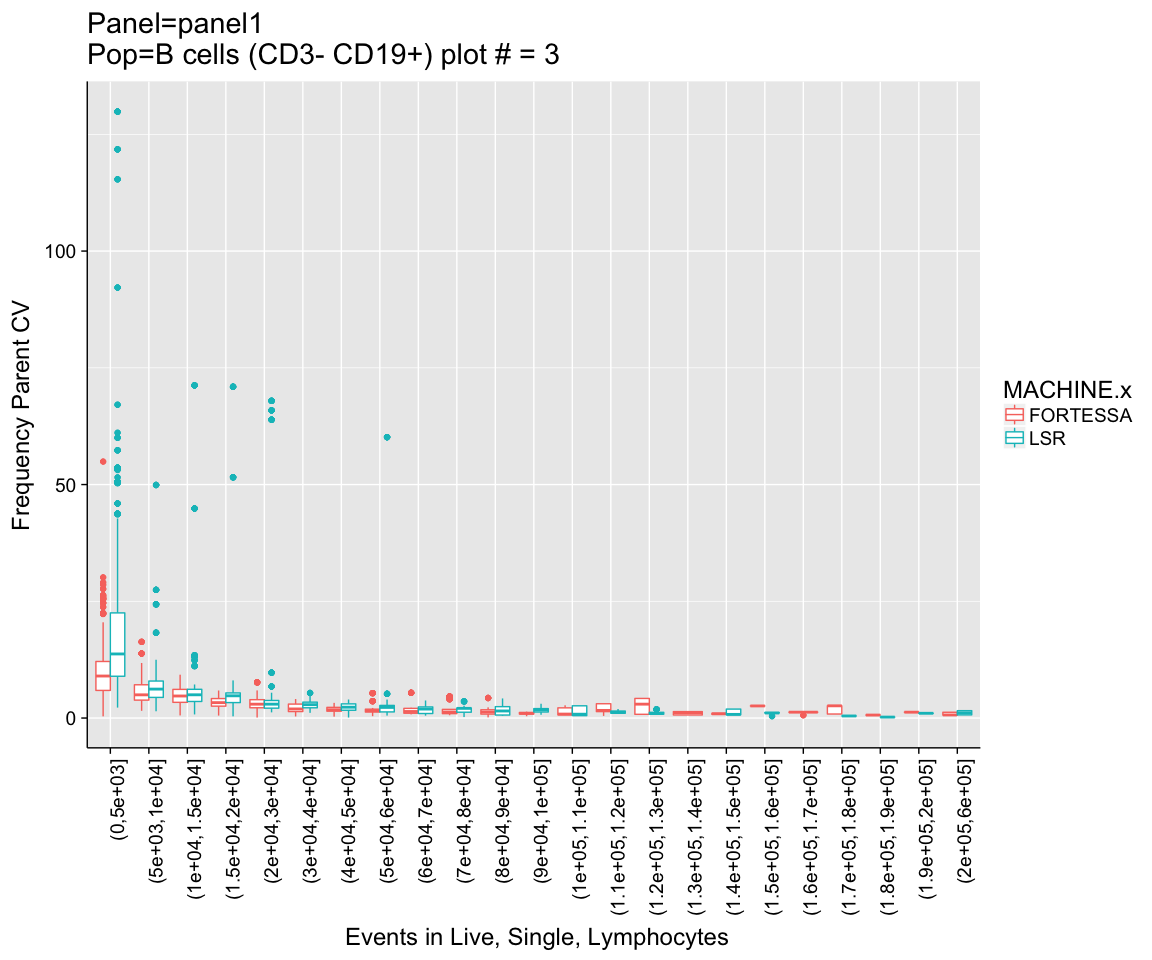 Panel=panel1
Pop=B cells (CD3- CD19+) plot # = 3
Frequency Parent CV
100
50
0
(0,5e+03]
(5e+03,1e+04]
(1e+04,1.5e+04]
(1.5e+04,2e+04]
(2e+04,3e+04]
(3e+04,4e+04]
(4e+04,5e+04]
(5e+04,6e+04]
(6e+04,7e+04]
(7e+04,8e+04]
(8e+04,9e+04]
(9e+04,1e+05]
(1e+05,1.1e+05]
(1.1e+05,1.2e+05]
(1.2e+05,1.3e+05]
(1.3e+05,1.4e+05]
(1.4e+05,1.5e+05]
(1.5e+05,1.6e+05]
(1.6e+05,1.7e+05]
(1.7e+05,1.8e+05]
(1.8e+05,1.9e+05]
(1.9e+05,2e+05]
(2e+05,6e+05]
Events in Live, Single, Lymphocytes
MACHINE.x
FORTESSA
LSR